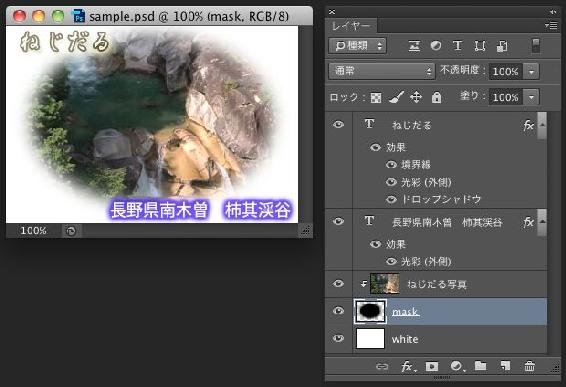 sample.psd @ 100% (mask, RGB/8)
ねじだる
長野県南木曽　柿其渓谷
100%
レイヤー
種類
通常
不透明度: 100%
ロック:
塗り: 100%
T ねじだる fx
効果
境界線
光彩 (外側)
ドロップシャドウ
T 長野県南木曽　柿其渓谷 fx
効果
光彩 (外側)
ねじだる写真
mask
white
fx